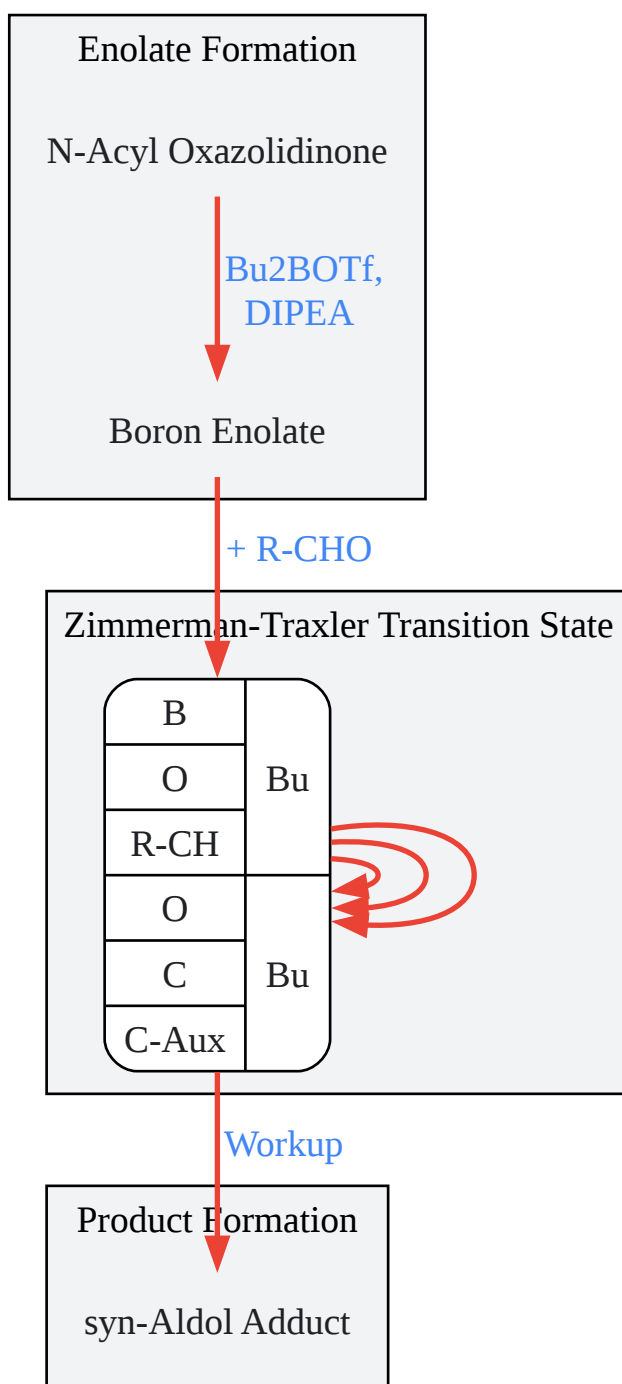 Enolate Formation
N-Acyl Oxazolidinone
Bu2BOTf,
DIPEA
Boron Enolate
+ R-CHO
Zimmerman-Traxler Transition State
B
O
R-CH
Bu
O
C
C-Aux
Bu
Workup
Product Formation
syn-Aldol Adduct